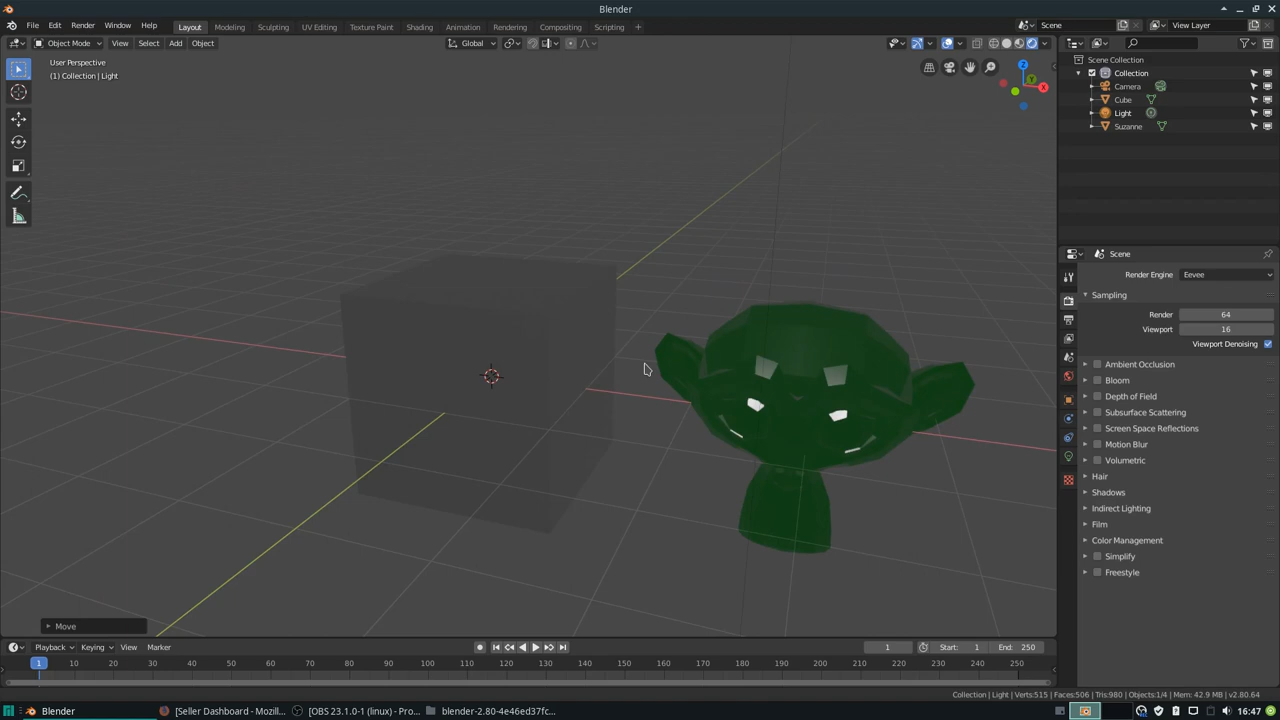 Blender
File Edit Render Window Help
Layout Modeling Sculpting UV Editing Texture Paint Shading Animation Rendering Compositing Scripting +
Scene
View Layer
Object Mode View Select Add Object
Global
User Perspective
(1) Collection | Light
Z
Y
X
Scene Collection
Collection
Camera
Cube
Light
Suzanne
Scene
Render Engine Eevee
Sampling
Render 64
Viewport 16
Viewport Denoising
Ambient Occlusion
Bloom
Depth of Field
Subsurface Scattering
Screen Space Reflections
Motion Blur
Volumetric
Hair
Shadows
Indirect Lighting
Film
Color Management
Simplify
Freestyle
Move
Playback Keying View Marker
1
Start: 1 End: 250
1 10 20 30 40 50 60 70 80 90 100 110 120 130 140 150 160 170 180 190 200 210 220 230 240 250
Collection | Light | Verts:515 | Faces:506 | Tris:980 | Objects:1/4 | Mem: 42.9 MB | v2.80.64
Blender [Seller Dashboard - Mozill... [OBS 23.1.0-1 (linux) - Pro... blender-2.80-4e46ed37fc... 16:47